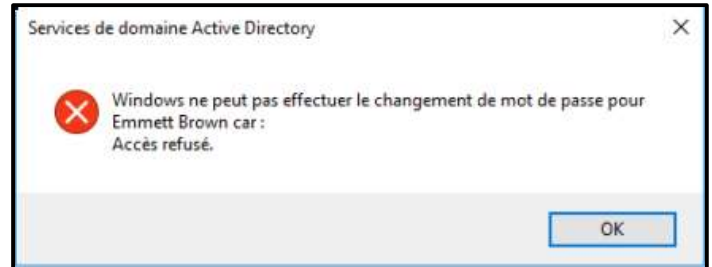 Services de domaine Active Directory
Windows ne peut pas effectuer le changement de mot de passe pour
Emmett Brown car :
Accès refusé.
OK